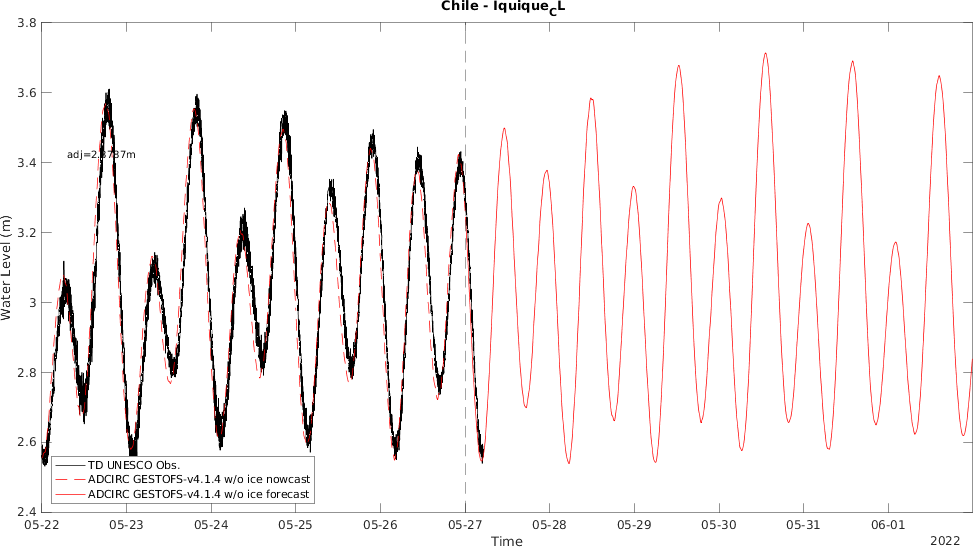 Chile - IquiqueCL
3.8
3.6
3.4
3.2
3
2.8
2.6
2.4
Water Level (m)
TD UNESCO Obs.
ADCIRC GESTOFS-v4.1.4 w/o ice nowcast
ADCIRC GESTOFS-v4.1.4 w/o ice forecast
05-22 05-23 05-24 05-25 05-26 05-27 05-28 05-29 05-30 05-31 06-01
Time
2022